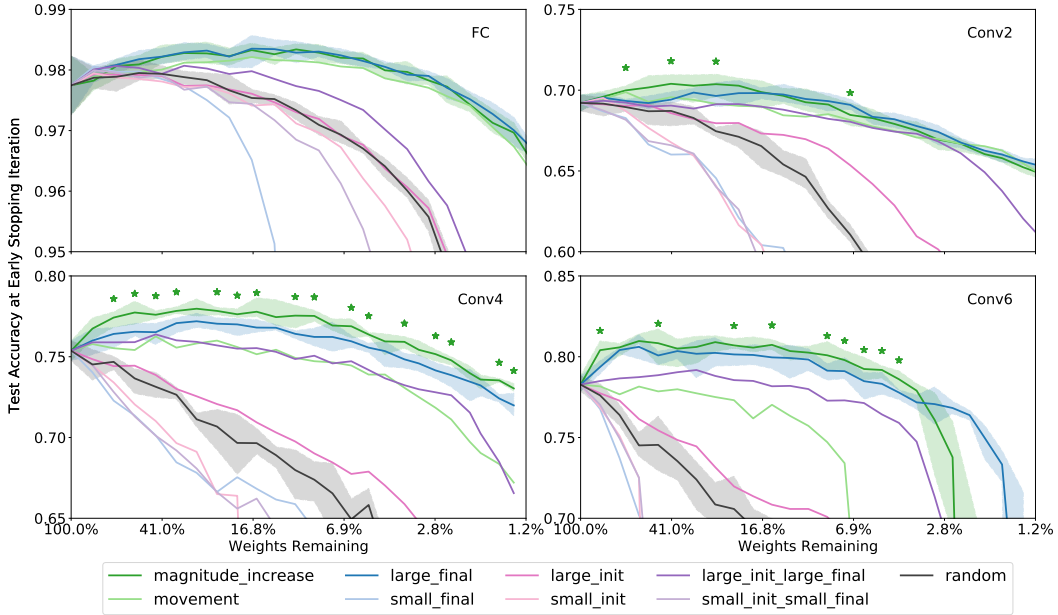 0.99
0.98
0.97
0.96
0.95
FC
0.75
0.70
0.65
0.60
Conv2
Test Accuracy at Early Stopping Iteration
0.80
0.75
0.70
0.65
Conv4
100.0% 41.0% 16.8% 6.9% 2.8% 1.2%
Weights Remaining
0.85
0.80
0.75
0.70
Conv6
100.0% 41.0% 16.8% 6.9% 2.8% 1.2%
Weights Remaining
magnitude_increase large_final large_init large_init_large_final random
movement small_final small_init small_init_small_final